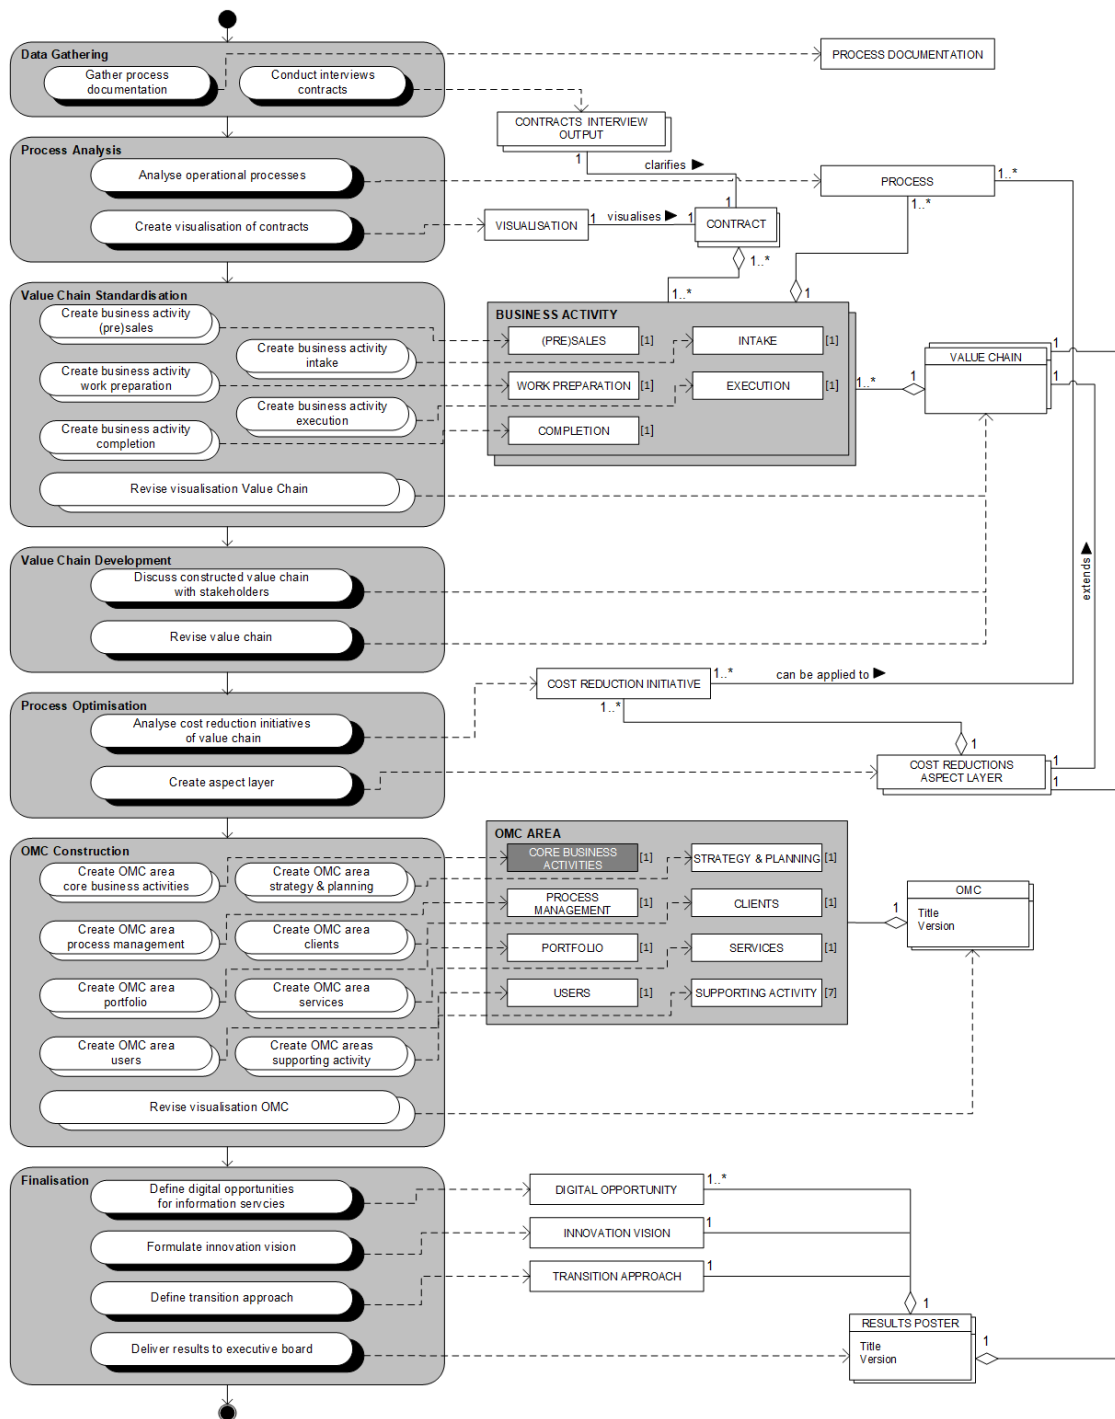 Data Gathering
Gather process
documentation
Conduct interviews
contracts
PROCESS DOCUMENTATION
CONTRACTS INTERVIEW
OUTPUT
1
clarifies ►
Process Analysis
Analyse operational processes
PROCESS
1..*
1..*
Create visualisation of contracts
VISUALISATION
1
visualises ►
1
1
CONTRACT
1..*
1..*
1
Value Chain Standardisation
Create business activity
(pre)sales
Create business activity
intake
Create business activity
work preparation
Create business activity
execution
Create business activity
completion
Revise visualisation Value Chain
BUSINESS ACTIVITY
(PRE)SALES
[1]
INTAKE
[1]
WORK PREPARATION
[1]
EXECUTION
[1]
COMPLETION
[1]
1..*
1
VALUE CHAIN
1
1
Value Chain Development
Discuss constructed value chain
with stakeholders
Revise value chain
extends ►
Process Optimisation
Analyse cost reduction initiatives
of value chain
Create aspect layer
COST REDUCTION INITIATIVE
1..*
can be applied to ►
1..*
1
COST REDUCTIONS
ASPECT LAYER
1
1
OMC Construction
Create OMC area
core business activities
Create OMC area
strategy & planning
Create OMC area
process management
Create OMC area
clients
Create OMC area
portfolio
Create OMC area
services
Create OMC area
users
Create OMC areas
supporting activity
Revise visualisation OMC
OMC AREA
CORE BUSINESS
ACTIVITIES
[1]
STRATEGY & PLANNING
[1]
PROCESS
MANAGEMENT
[1]
CLIENTS
[1]
PORTFOLIO
[1]
SERVICES
[1]
USERS
[1]
SUPPORTING ACTIVITY
[7]
1
1
OMC
Title
Version
Finalisation
Define digital opportunities
for information servcies
Formulate innovation vision
Define transition approach
Deliver results to executive board
DIGITAL OPPORTUNITY
1..*
INNOVATION VISION
1
TRANSITION APPROACH
1
1
RESULTS POSTER
Title
Version
1